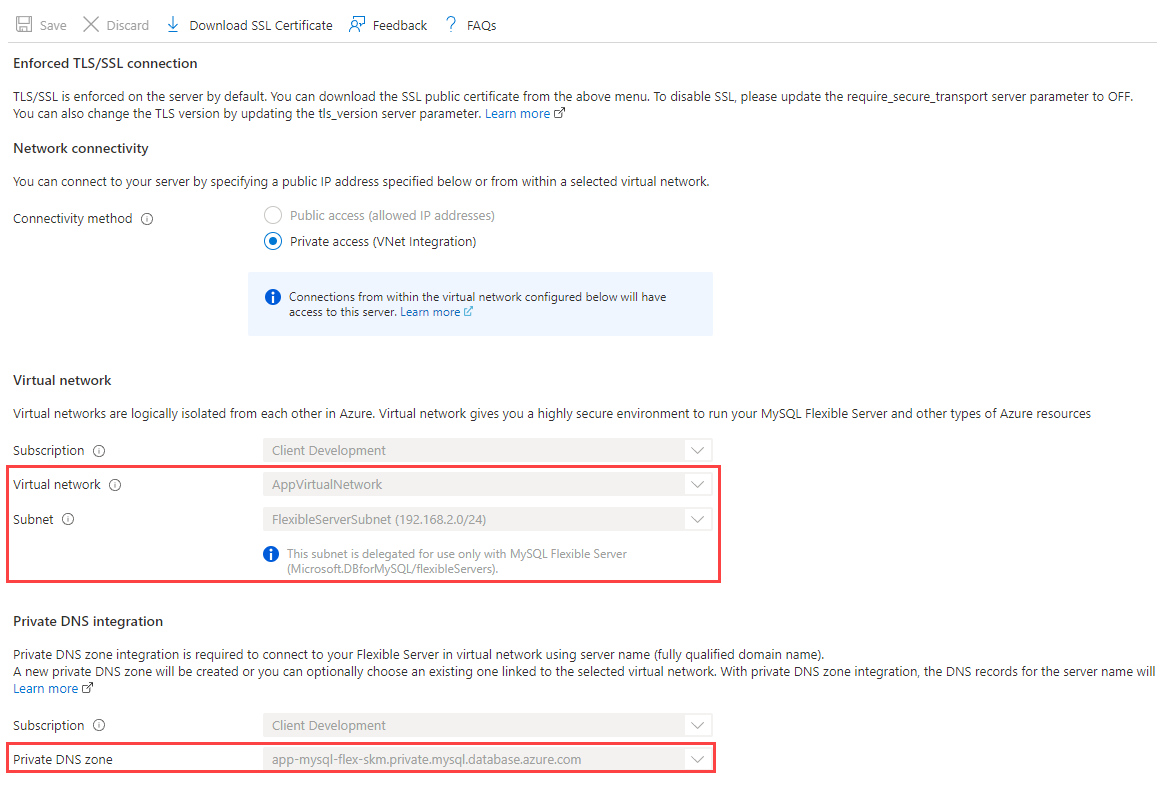 Save Discard Download SSL Certificate Feedback FAQs
Enforced TLS/SSL connection
TLS/SSL is enforced on the server by default. You can download the SSL public certificate from the above menu. To disable SSL, please update the require_secure_transport server parameter to OFF.
You can also change the TLS version by updating the tls_version server parameter. Learn more
Network connectivity
You can connect to your server by specifying a public IP address specified below or from within a selected virtual network.
Connectivity method
Public access (allowed IP addresses)
Private access (VNet Integration)
Connections from within the virtual network configured below will have
access to this server. Learn more
Virtual network
Virtual networks are logically isolated from each other in Azure. Virtual network gives you a highly secure environment to run your MySQL Flexible Server and other types of Azure resources
Subscription Client Development
Virtual network AppVirtualNetwork
Subnet FlexibleServerSubnet (192.168.2.0/24)
This subnet is delegated for use only with MySQL Flexible Server
(Microsoft.DBforMySQL/flexibleServers).
Private DNS integration
Private DNS zone integration is required to connect to your Flexible Server in virtual network using server name (fully qualified domain name).
A new private DNS zone will be created or you can optionally choose an existing one linked to the selected virtual network. With private DNS zone integration, the DNS records for the server name will
Learn more
Subscription Client Development
Private DNS zone app-mysql-flex-skm.private.mysql.database.azure.com